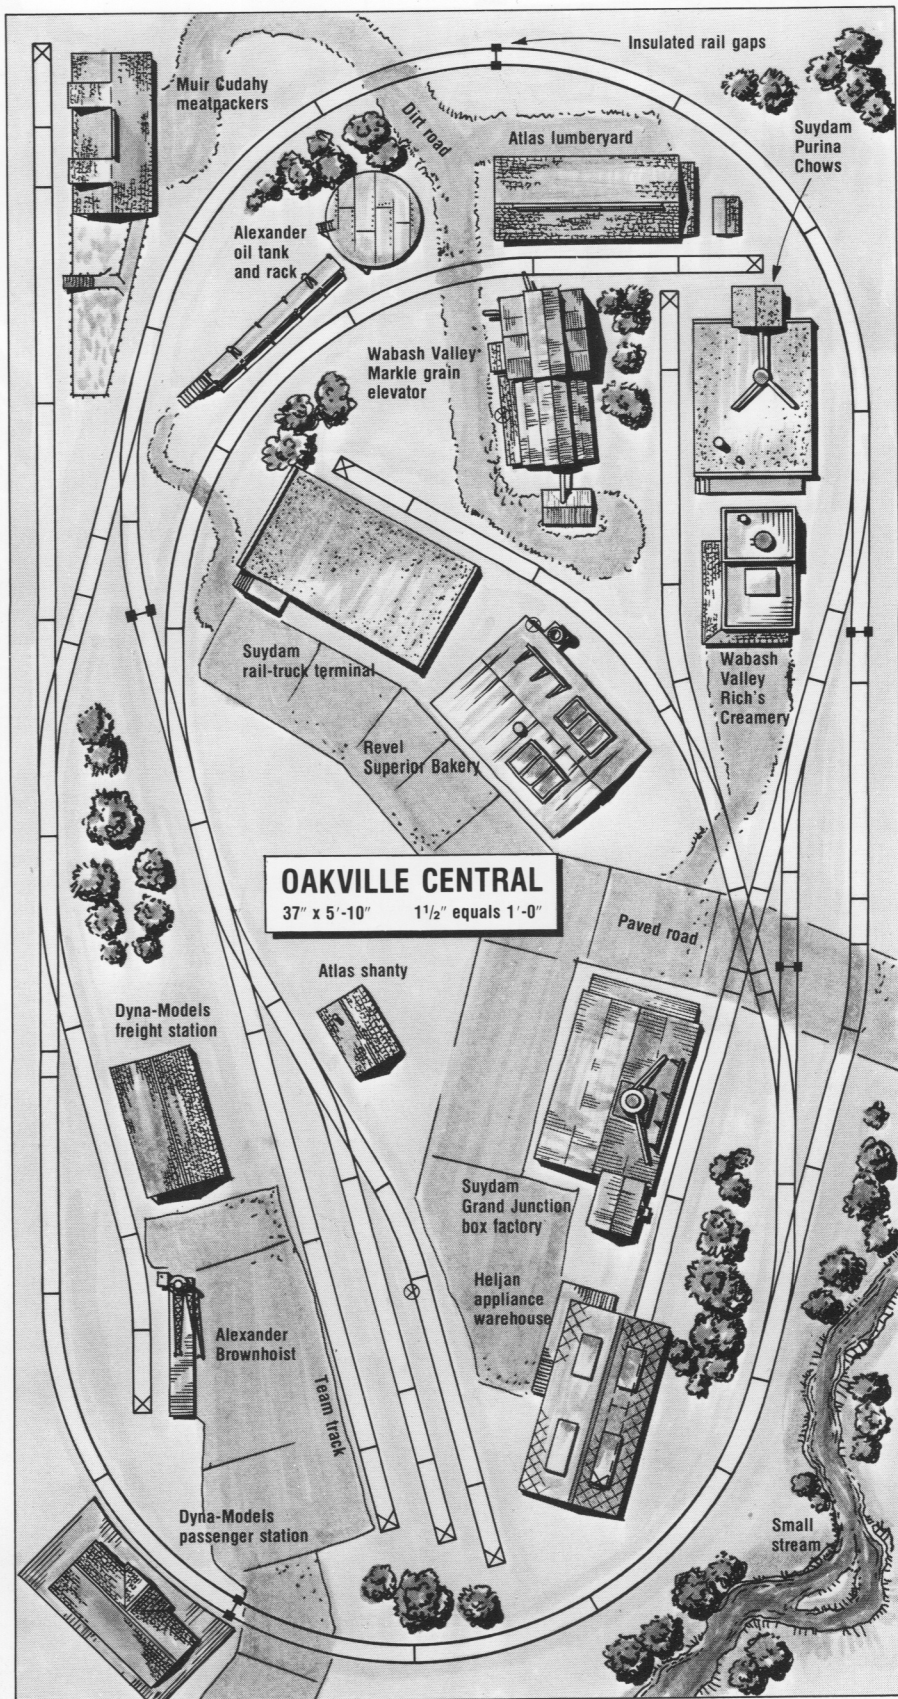 Insulated rail gaps
Muir Cudahy
meatpackers
Dirt road
Atlas lumberyard
Suydam
Purina
Chows
Alexander
oil tank
and rack
Wabash Valley
Markle grain
elevator
Suydam
rail-truck terminal
Wabash
Valley
Rich's
Creamery
Revel
Superior Bakery
OAKVILLE CENTRAL
37" x 5'-10" 1 1/2" equals 1'-0"
Paved road
Atlas shanty
Dyna-Models
freight station
Suydam
Grand Junction
box factory
Heljan
appliance
warehouse
Alexander
Brownhoist
Team track
Dyna-Models
passenger station
Small
stream